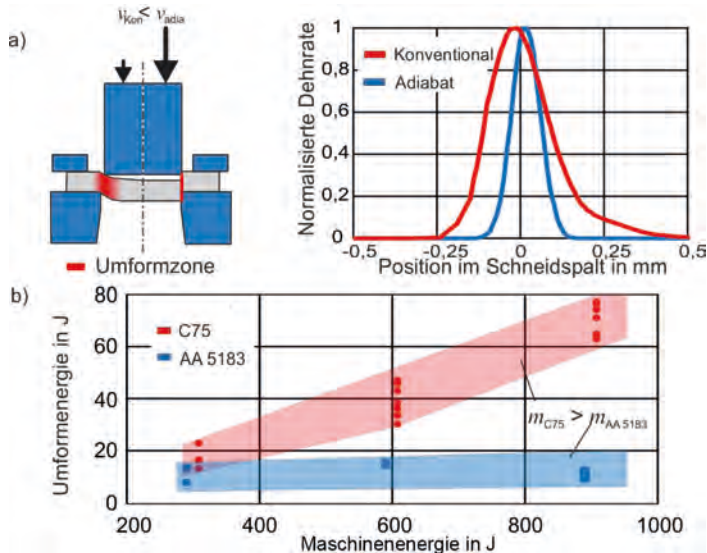 a)
v_Kon < v_adia
Umformzone
Normalisierte Dehnrate
1
0,8
0,6
0,4
0,2
0
Konventional
Adiabat
-0,5 -0,25 0 0,25 0,5
Position im Schneidspalt in mm
b)
Umformenergie in J
80
60
40
20
0
C75
AA 5183
m_C75 > m_AA 5183
200 400 600 800 1000
Maschinenenergie in J